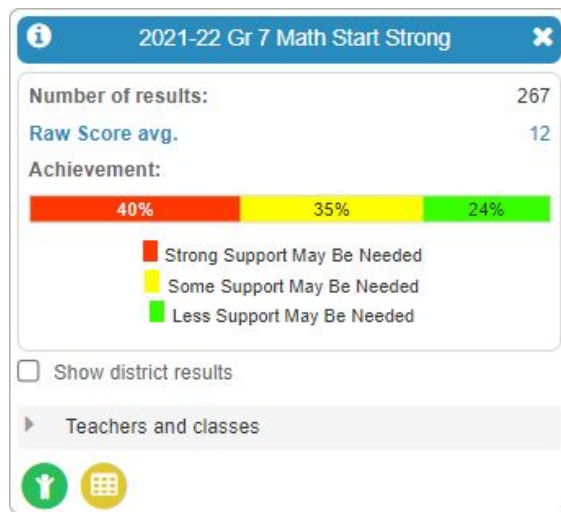 2021-22 Gr 7 Math Start Strong
Number of results: 267
Raw Score avg. 12
Achievement:
40% 35% 24%
Strong Support May Be Needed
Some Support May Be Needed
Less Support May Be Needed
Show district results
Teachers and classes